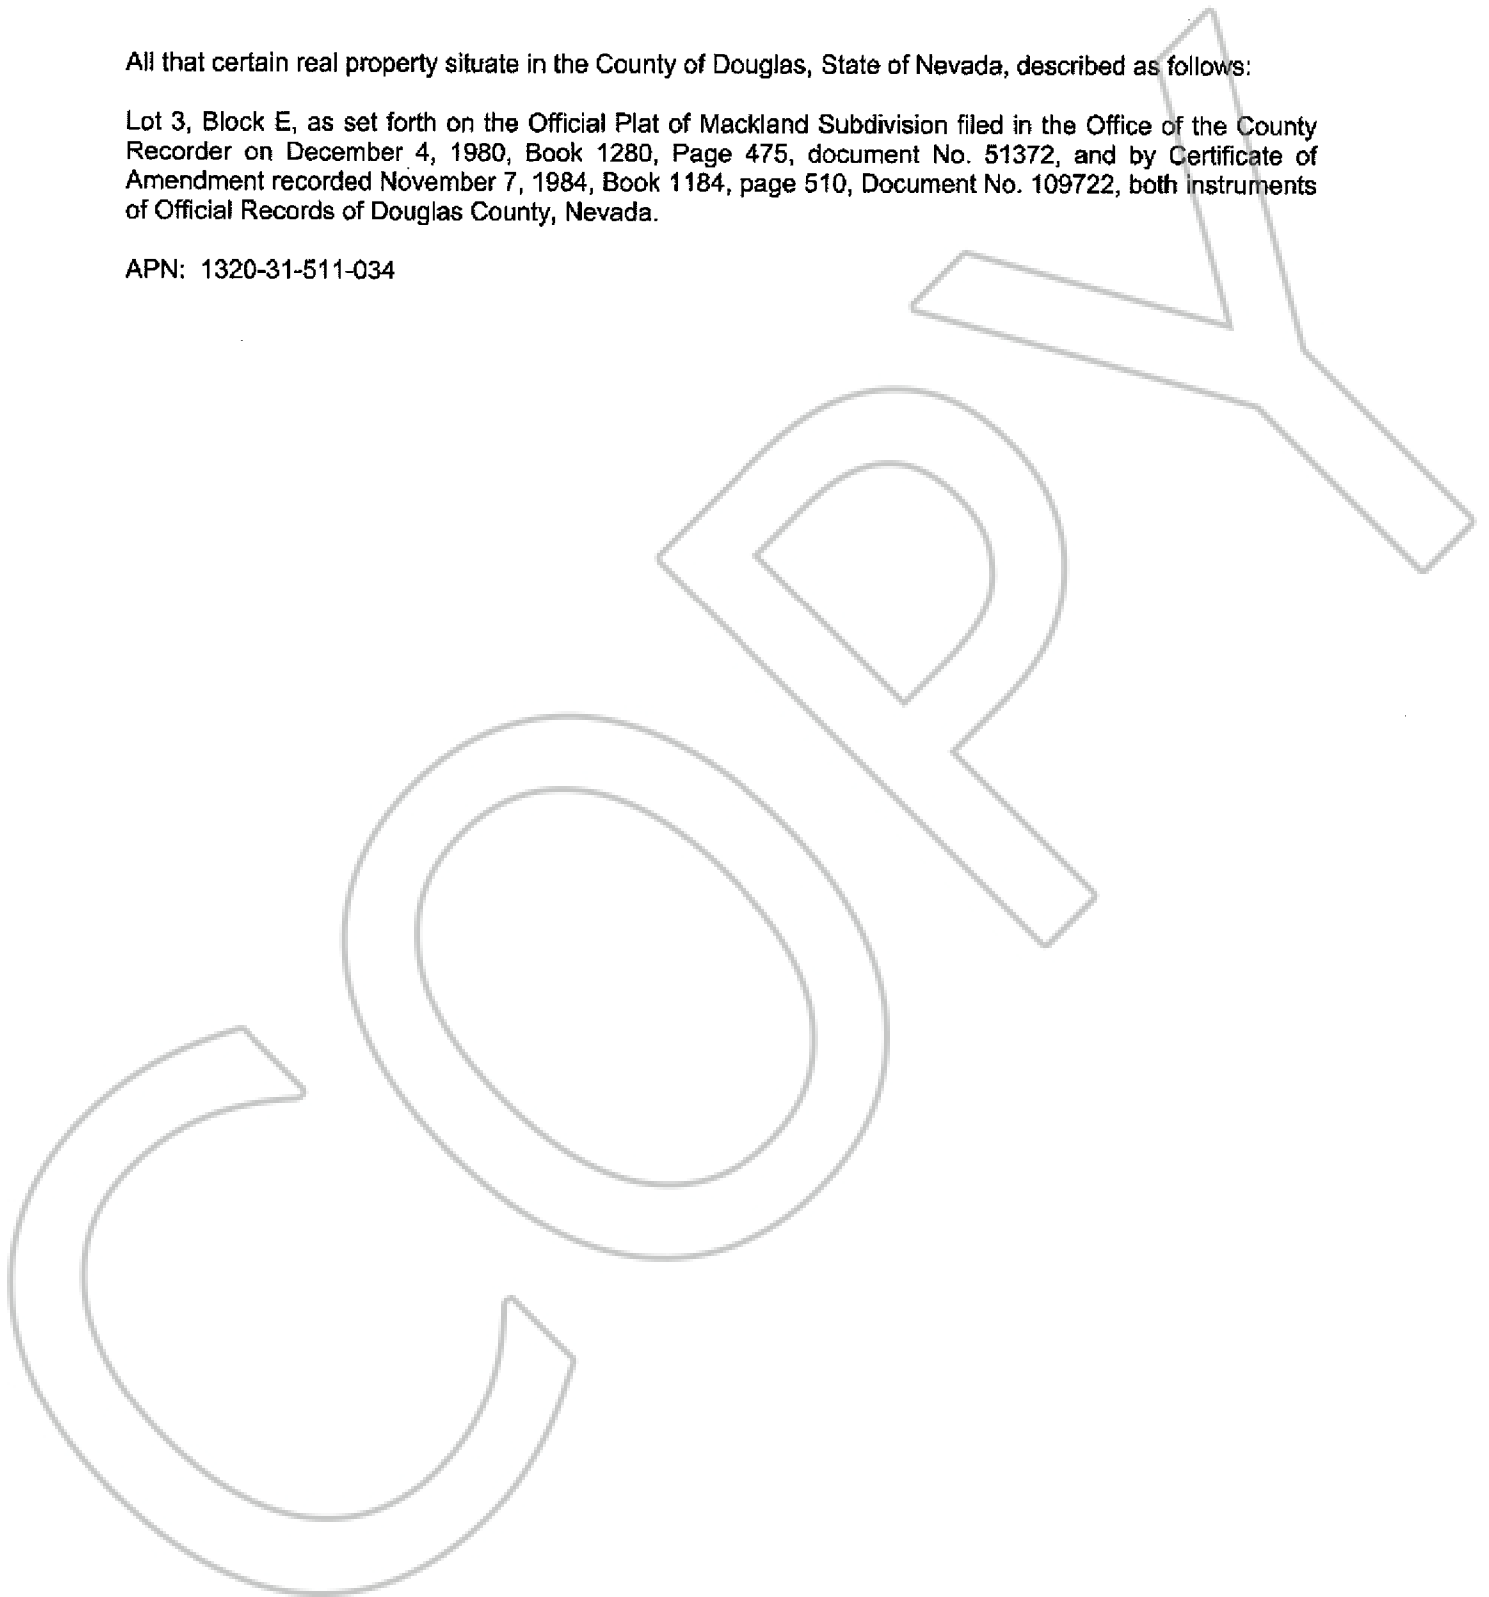 All that certain real property situate in the County of Douglas, State of Nevada, described as follows:
Lot 3, Block E, as set forth on the Official Plat of Mackland Subdivision filed in the Office of the County
Recorder on December 4, 1980, Book 1280, Page 475, document No. 51372, and by Certificate of
Amendment recorded November 7, 1984, Book 1184, page 510, Document No. 109722, both instruments
of Official Records of Douglas County, Nevada.
APN: 1320-31-511-034
COPY